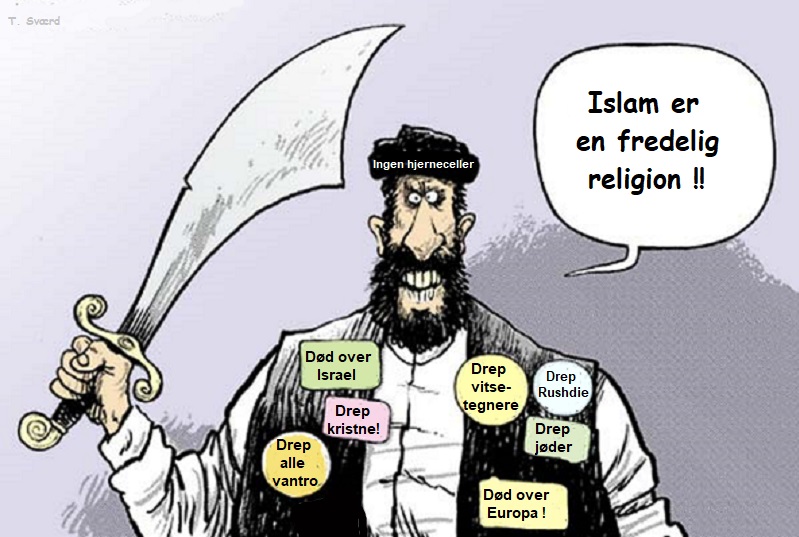 T. Sværd
Islam er
en fredelig
religion !!
Ingen hjerneceller
Død over
Israel
Drep
kristne!
Drep
alle
vantro
Drep
vitse-
tegnere
Drep
Rushdie
Drep
jøder
Død over
Europa !